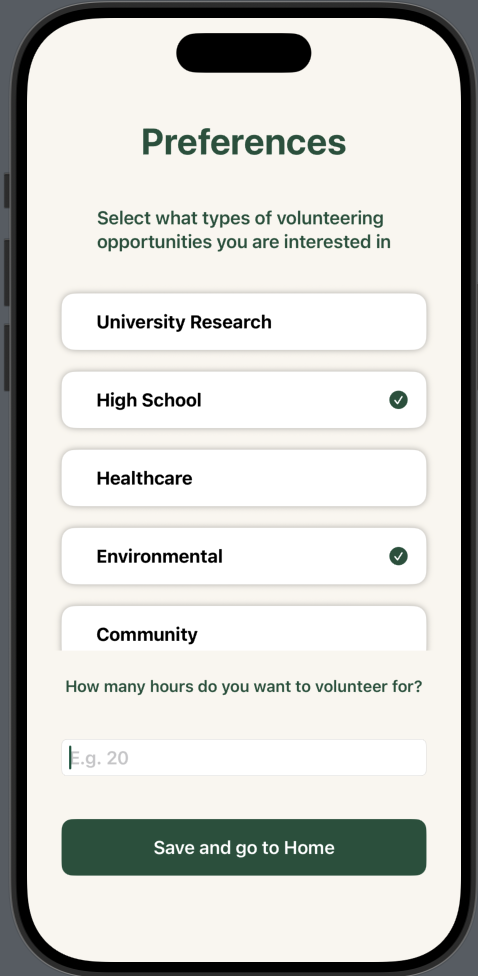 Preferences
Select what types of volunteering
opportunities you are interested in
University Research
High School
Healthcare
Environmental
Community
How many hours do you want to volunteer for?
E.g. 20
Save and go to Home